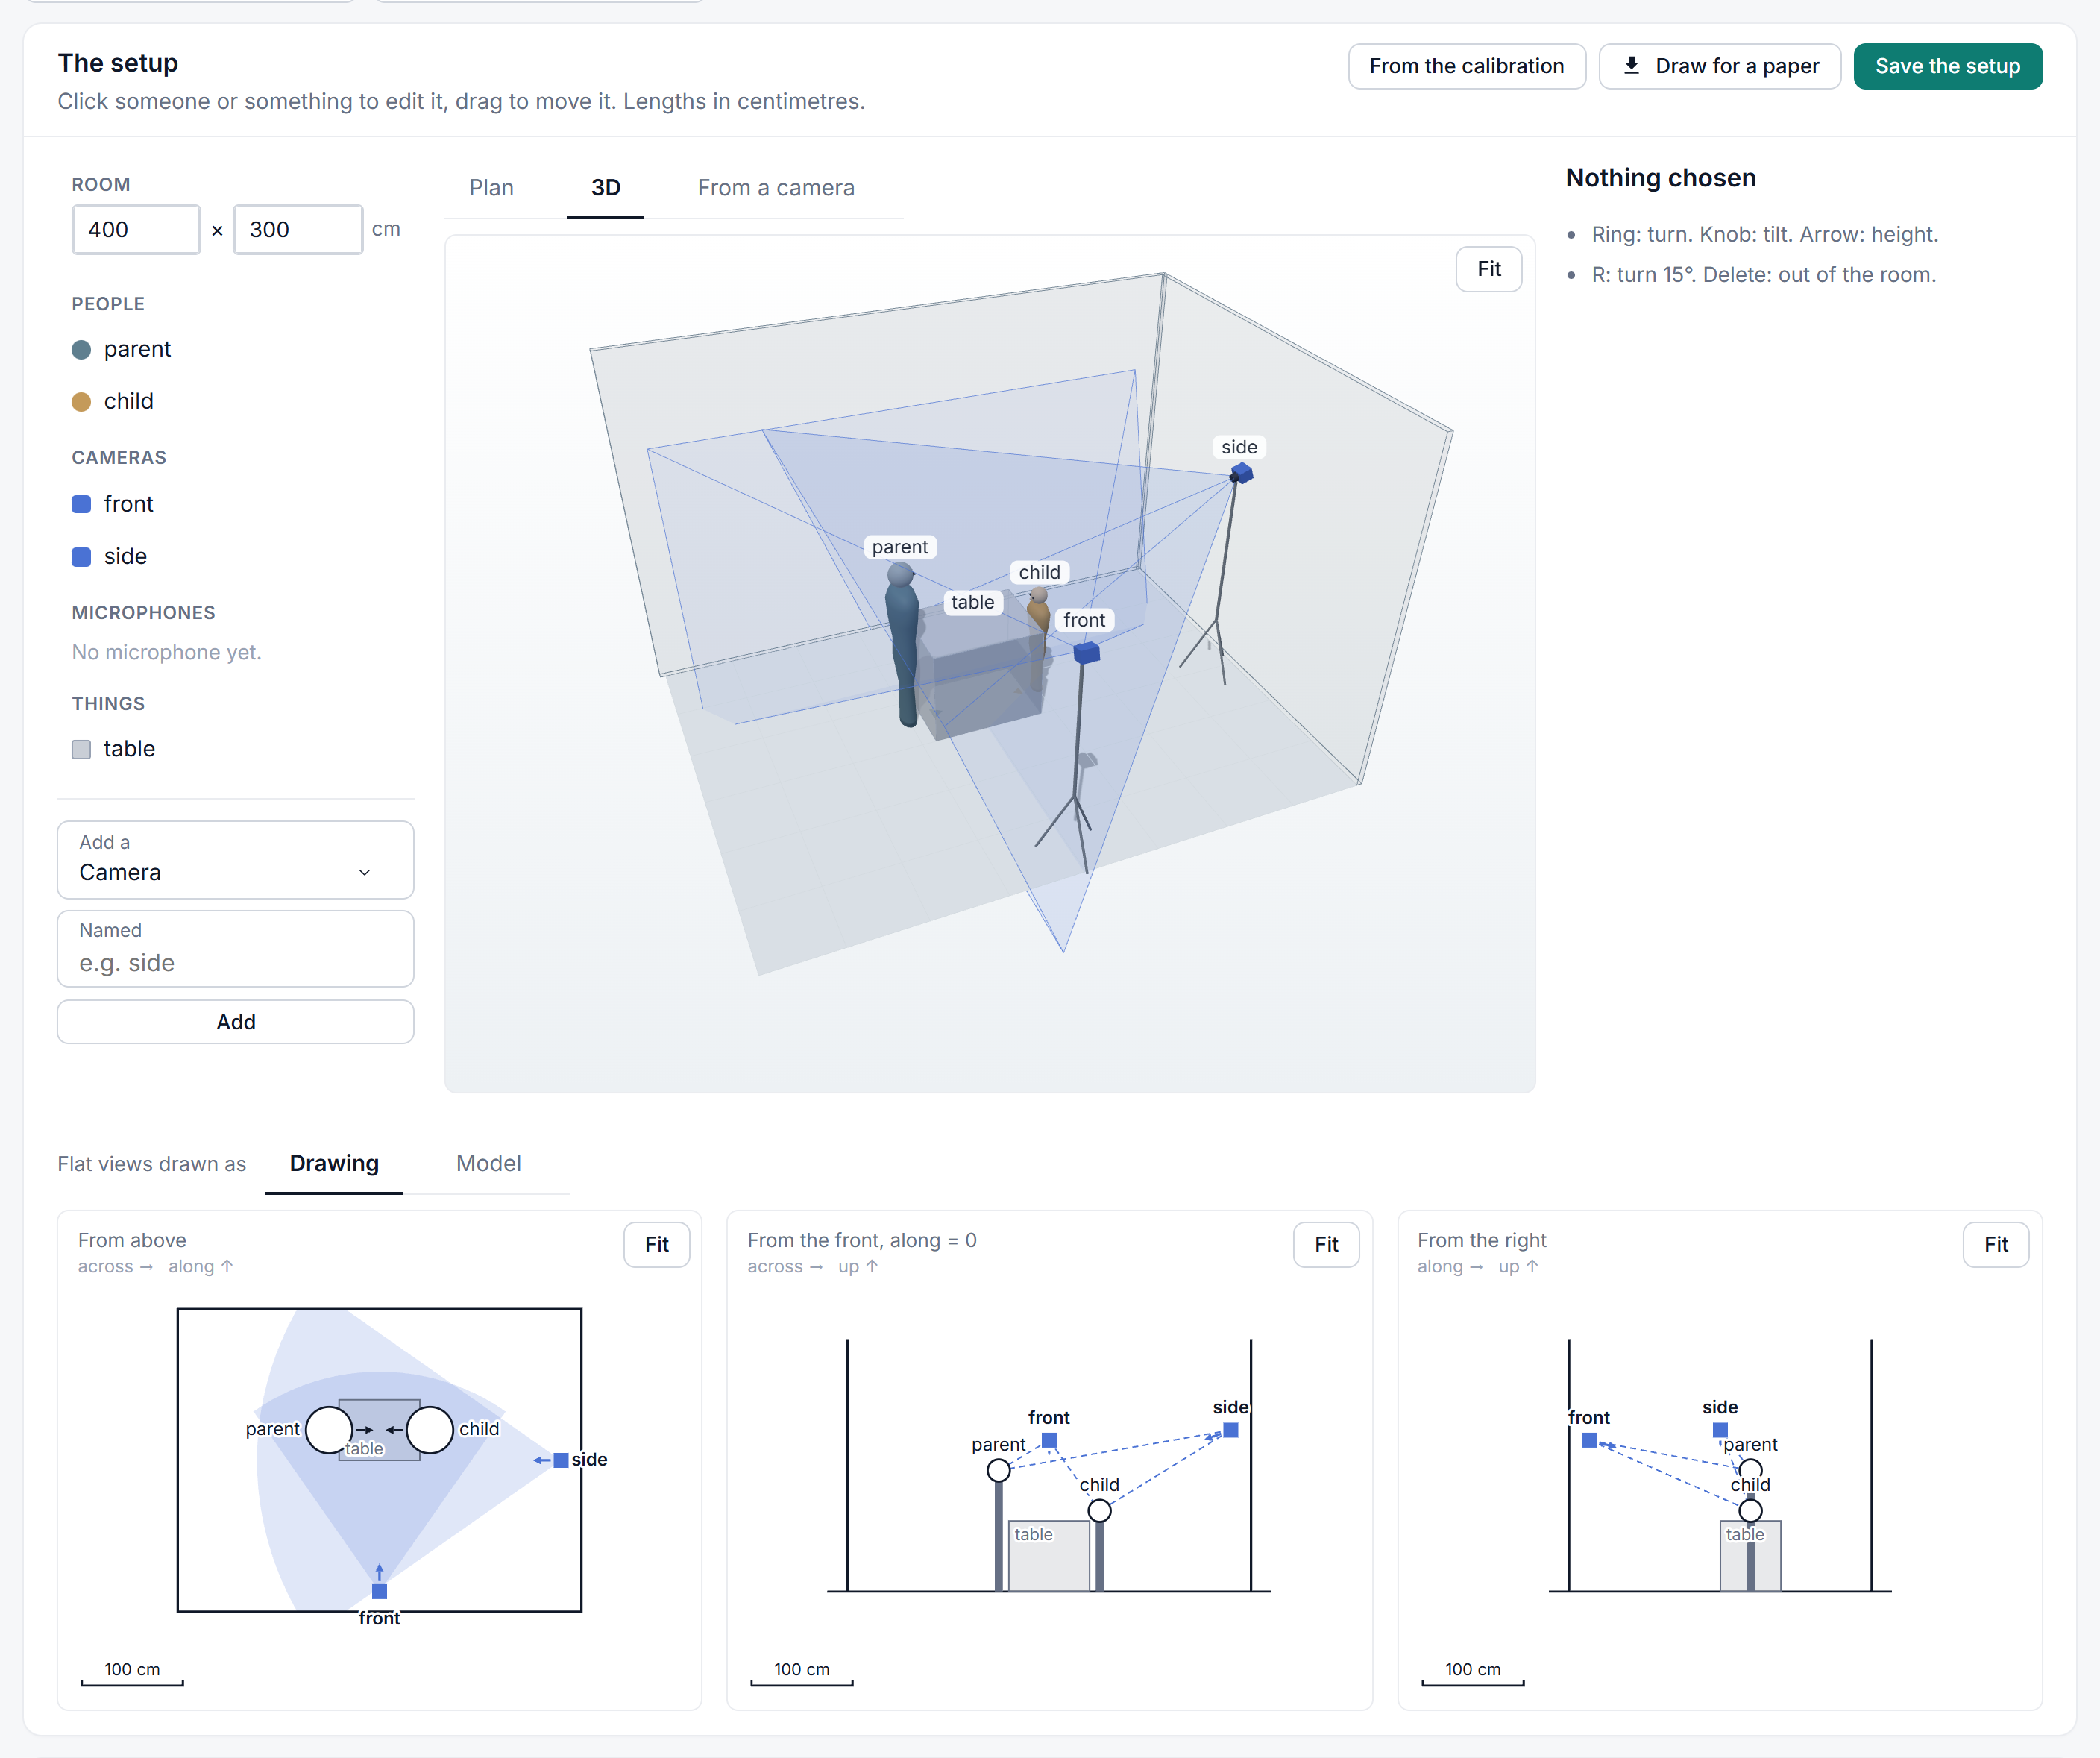 The setup
Click someone or something to edit it, drag to move it. Lengths in centimetres.
From the calibration
Draw for a paper
Save the setup
ROOM
400 × 300 cm
PEOPLE
parent
child
CAMERAS
front
side
MICROPHONES
No microphone yet.
THINGS
table
Add a
Camera
Named
e.g. side
Add
Plan
3D
From a camera
Fit
side
parent
child
table
front
Nothing chosen
• Ring: turn. Knob: tilt. Arrow: height.
• R: turn 15°. Delete: out of the room.
Flat views drawn as
Drawing
Model
From above
across → along ↑
Fit
parent
child
table
side
front
100 cm
From the front, along = 0
across → up ↑
Fit
side
front
parent
child
table
100 cm
From the right
along → up ↑
Fit
front
side
parent
child
table
100 cm